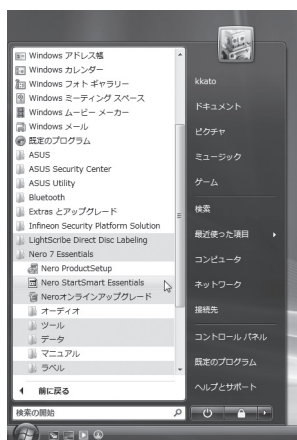 Windows アドレス帳
Windows カレンダー
Windows フォト ギャラリー
Windows ミーティング スペース
Windows ムービー メーカー
Windows メール
既定のプログラム
ASUS
ASUS Security Center
ASUS Utility
Bluetooth
Extras とアップグレード
Infineon Security Platform Solution
LightScribe Direct Disc Labeling
Nero 7 Essentials
Nero ProductSetup
Nero StartSmart Essentials
Neroオンラインアップグレード
オーディオ
ツール
データ
マニュアル
ラベル
前に戻る
検索の開始
kkato
ドキュメント
ピクチャ
ミュージック
ゲーム
検索
最近使った項目
コンピュータ
ネットワーク
接続先
コントロール パネル
既定のプログラム
ヘルプとサポート